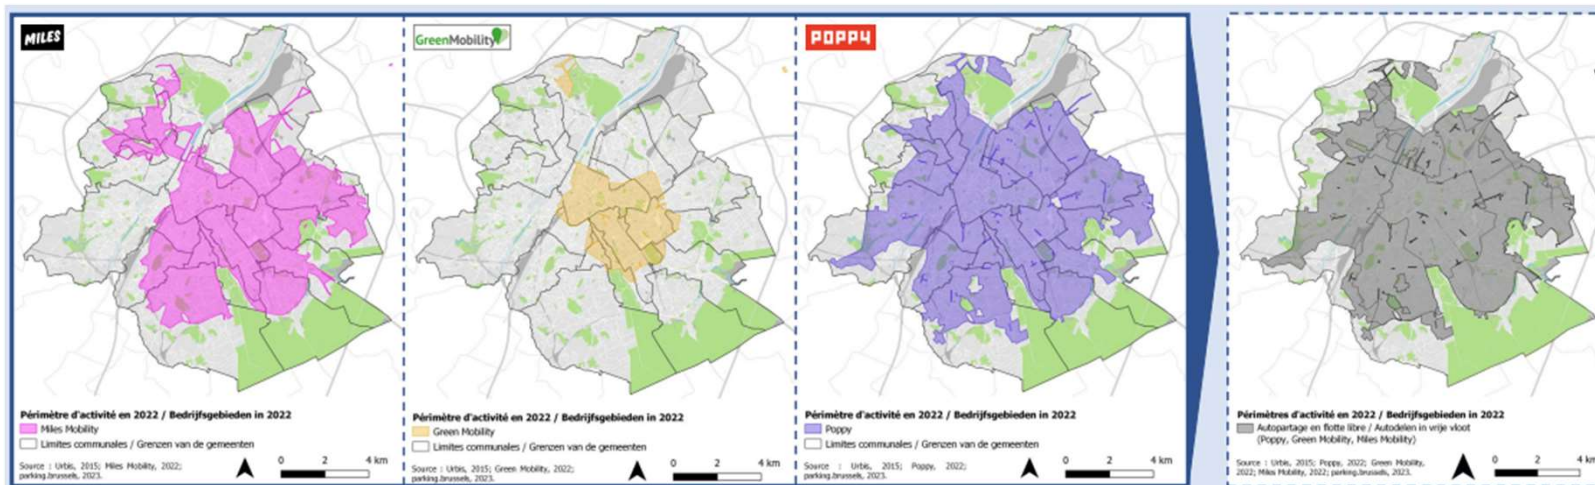 MILES
GreenMobility
POPPY
Périmètre d'activité en 2022 / Bedrijfsgebieden in 2022
Miles Mobility
Limites communales / Grenzen van de gemeenten
Source : Urbis, 2015; Miles Mobility, 2022;
parking.brussels, 2023.
0 2 4 km
Périmètre d'activité en 2022 / Bedrijfsgebieden in 2022
Green Mobility
Limites communales / Grenzen van de gemeenten
Source : Urbis, 2015; Green Mobility, 2022;
parking.brussels, 2023.
0 2 4 km
Périmètre d'activité en 2022 / Bedrijfsgebieden in 2022
Poppy
Limites communales / Grenzen van de gemeenten
Source : Urbis, 2015; Poppy, 2022;
parking.brussels, 2023.
0 2 4 km
Périmètres d'activité en 2022 / Bedrijfsgebieden in 2022
Autopartage en flotte libre / Autodelen in vrije vloot
(Poppy, Green Mobility, Miles Mobility)
Source : Urbis, 2015; Poppy, 2022; Green Mobility,
2022; Miles Mobility, 2022; parking.brussels, 2023.
0 2 4 km